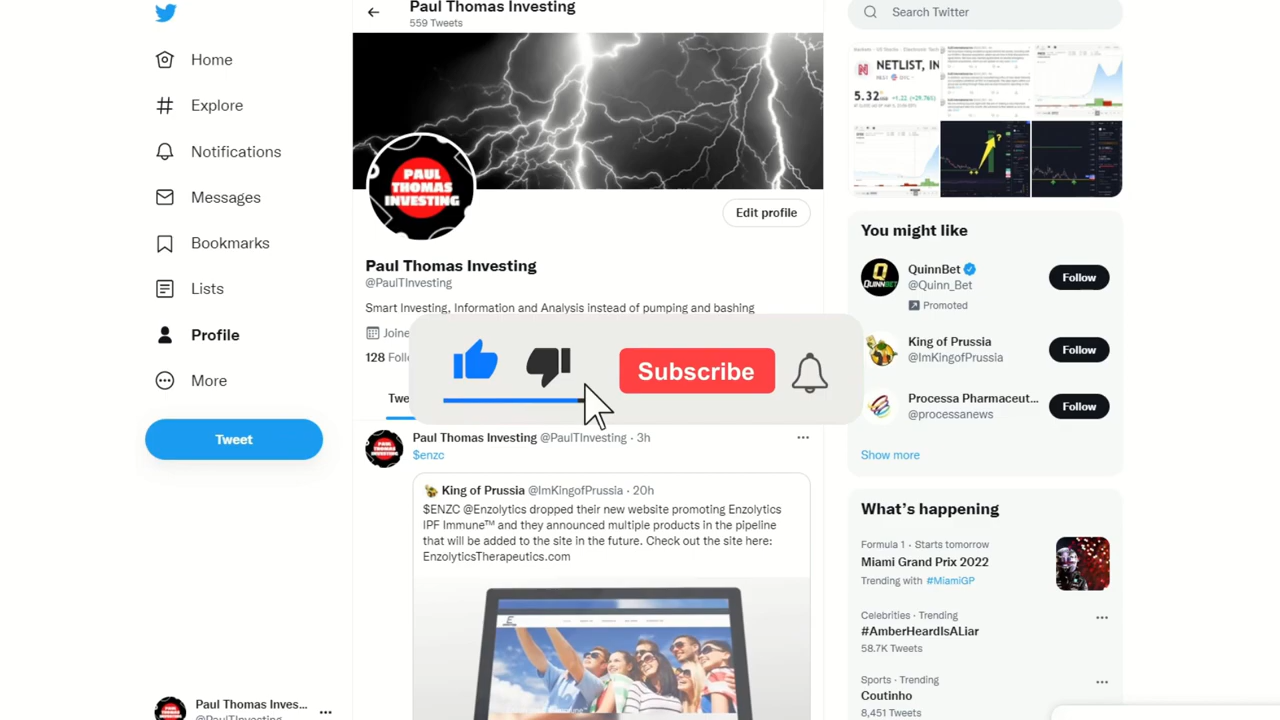 Home
Explore
Notifications
Messages
Bookmarks
Lists
Profile
More
Tweet
Paul Thomas Inves...
@PaulTInvesting
Paul Thomas Investing
559 Tweets
PAUL
THOMAS
INVESTING
Edit profile
Paul Thomas Investing
@PaulTInvesting
Smart Investing, Information and Analysis instead of pumping and bashing
Joine
128 Follo
Twe
Subscribe
Paul Thomas Investing @PaulTInvesting · 3h
$enzc
King of Prussia @ImKingofPrussia · 20h
$ENZC @Enzolytics dropped their new website promoting Enzolytics
IPF Immune™ and they announced multiple products in the pipeline
that will be added to the site in the future. Check out the site here:
EnzolyticsTherapeutics.com
Search Twitter
NETLIST, IN
5.32
You might like
QuinnBet
@Quinn_Bet
Promoted
Follow
King of Prussia
@ImKingofPrussia
Follow
Processa Pharmaceut...
@processanews
Follow
Show more
What's happening
Formula 1 · Starts tomorrow
Miami Grand Prix 2022
Trending with #MiamiGP
Celebrities · Trending
#AmberHeardIsALiar
58.7K Tweets
Sports · Trending
Coutinho
8,451 Tweets